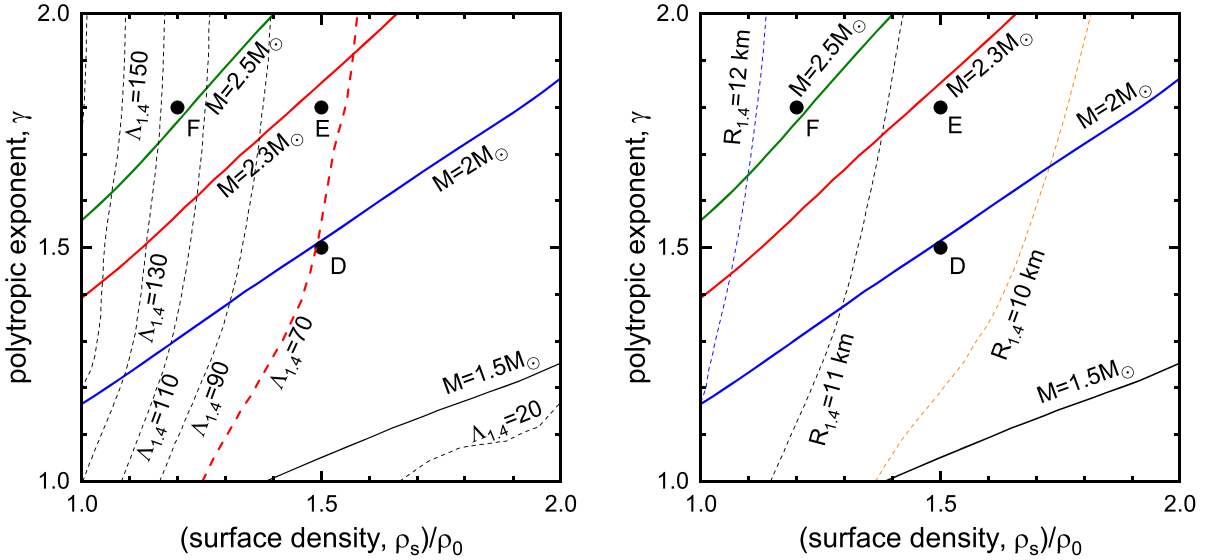 2.0
1.5
1.0
polytropic exponent, γ
Λ1.4=150
F
M=2.5M☉
M=2.3M☉
E
M=2M☉
D
Λ1.4=130
Λ1.4=110
Λ1.4=90
Λ1.4=70
M=1.5M☉
Λ1.4=20
1.0 1.5 2.0
(surface density, ρs)/ρ0
2.0
1.5
1.0
polytropic exponent, γ
R1.4=12 km
F
M=2.5M☉
M=2.3M☉
E
M=2M☉
D
R1.4=11 km
R1.4=10 km
M=1.5M☉
1.0 1.5 2.0
(surface density, ρs)/ρ0